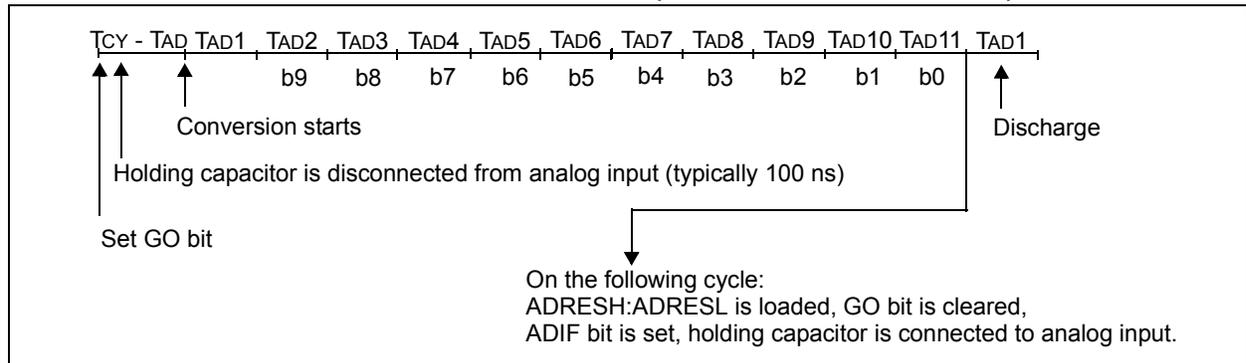 TCY - TAD TAD1 TAD2 TAD3 TAD4 TAD5 TAD6 TAD7 TAD8 TAD9 TAD10 TAD11 TAD1
b9 b8 b7 b6 b5 b4 b3 b2 b1 b0
Conversion starts
Discharge
Holding capacitor is disconnected from analog input (typically 100 ns)
Set GO bit
On the following cycle:
ADRESH:ADRESL is loaded, GO bit is cleared,
ADIF bit is set, holding capacitor is connected to analog input.